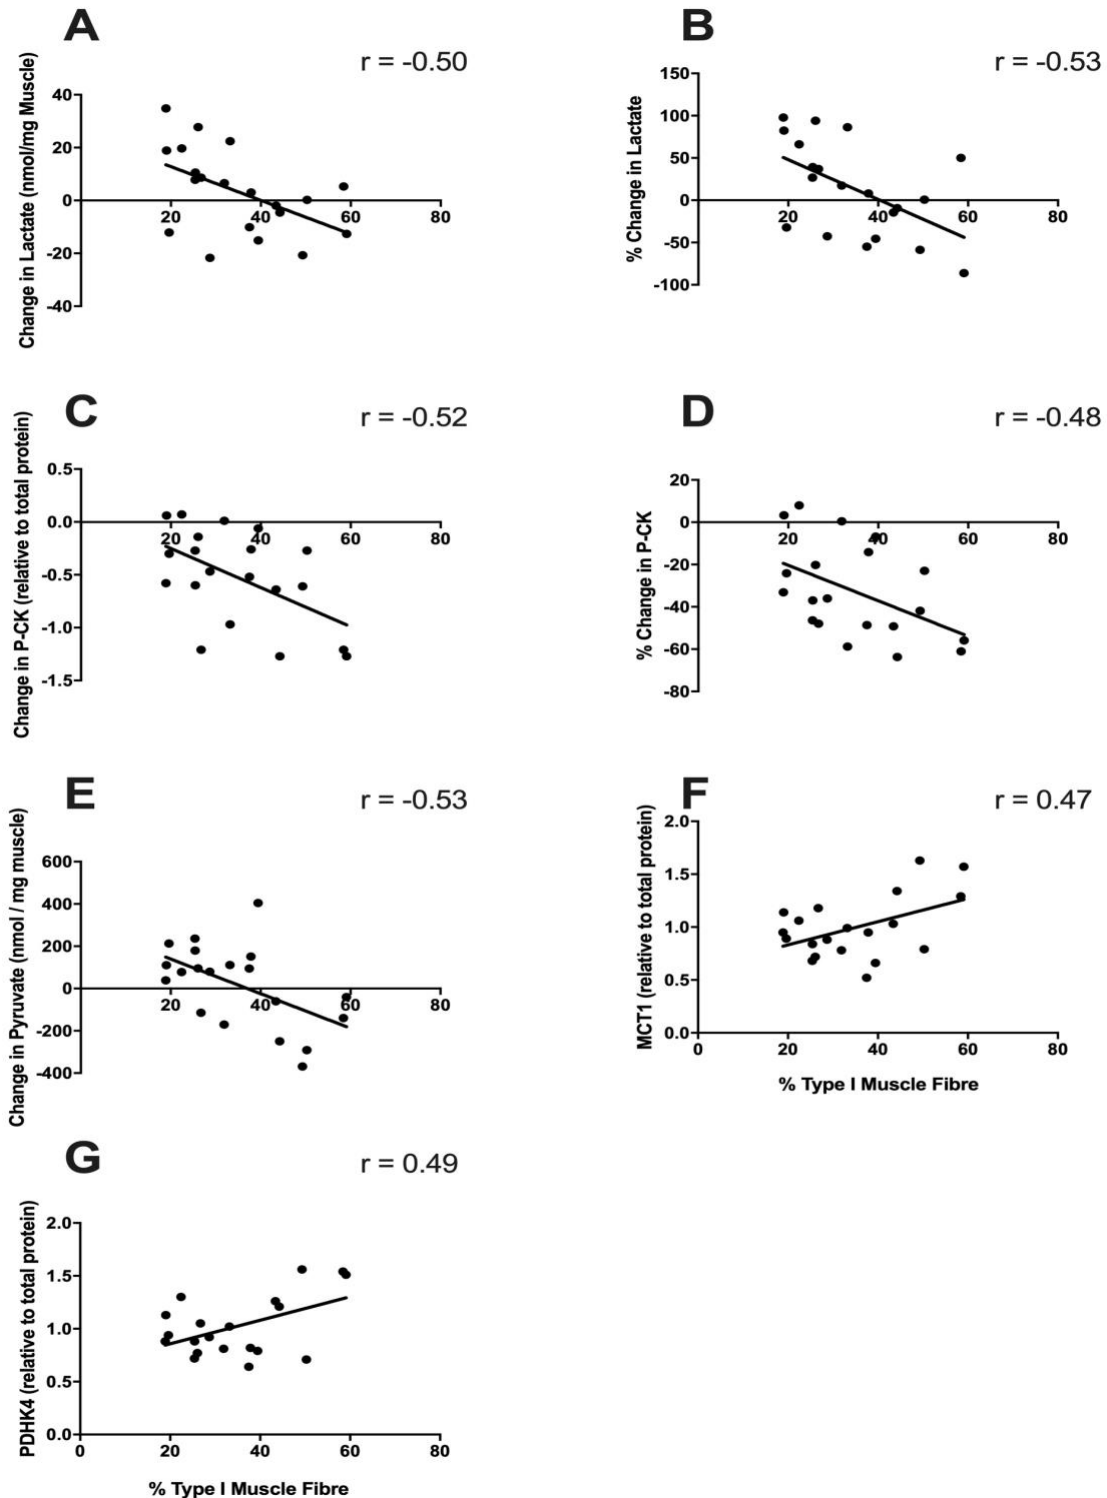 A
r = -0.50
Change in Lactate (nmol/mg Muscle)
40
20
0
-20
-40
20 40 60 80
B
r = -0.53
% Change in Lactate
150
100
50
0
-50
-100
20 40 60 80
C
r = -0.52
Change in P-CK (relative to total protein)
0.5
0.0
-0.5
-1.0
-1.5
20 40 60 80
D
r = -0.48
% Change in P-CK
20
0
-20
-40
-60
-80
20 40 60 80
E
r = -0.53
Change in Pyruvate (nmol / mg muscle)
600
400
200
0
-200
-400
20 40 60 80
F
r = 0.47
MCT1 (relative to total protein)
2.0
1.5
1.0
0.5
0.0
0 20 40 60 80
% Type I Muscle Fibre
G
r = 0.49
PDHK4 (relative to total protein)
2.0
1.5
1.0
0.5
0.0
0 20 40 60 80
% Type I Muscle Fibre